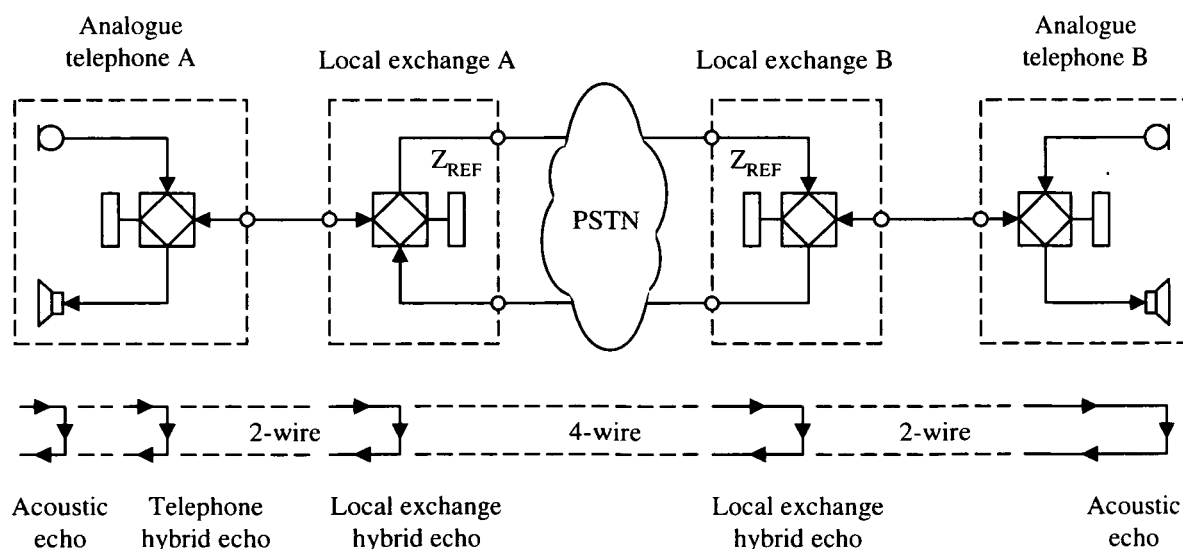 Analogue
telephone A
Local exchange A
Local exchange B
Analogue
telephone B
Z_REF
Z_REF
PSTN
2-wire
4-wire
2-wire
Acoustic
echo
Telephone
hybrid echo
Local exchange
hybrid echo
Local exchange
hybrid echo
Acoustic
echo